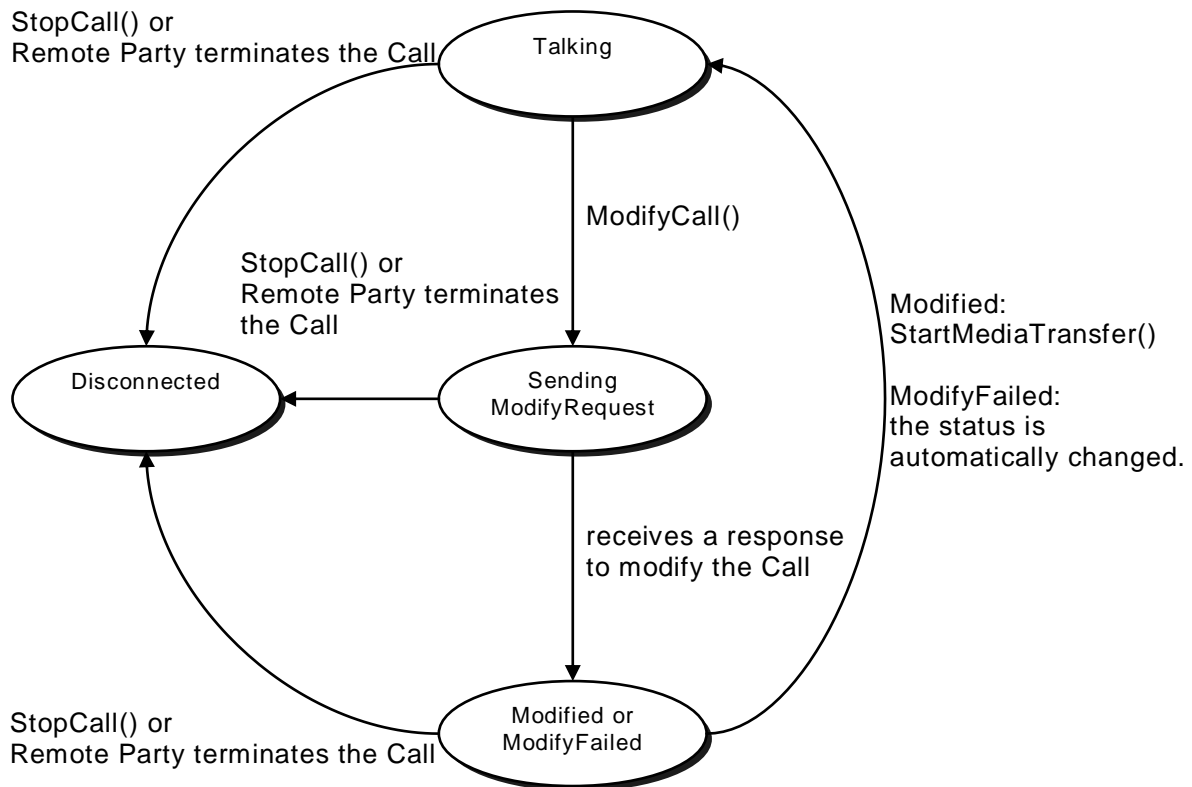 StopCall() or
Remote Party terminates the Call
Talking
ModifyCall()
StopCall() or
Remote Party terminates
the Call
Modified:
StartMediaTransfer()
ModifyFailed:
the status is
automatically changed.
Disconnected
Sending
ModifyRequest
receives a response
to modify the Call
StopCall() or
Remote Party terminates the Call
Modified or
ModifyFailed